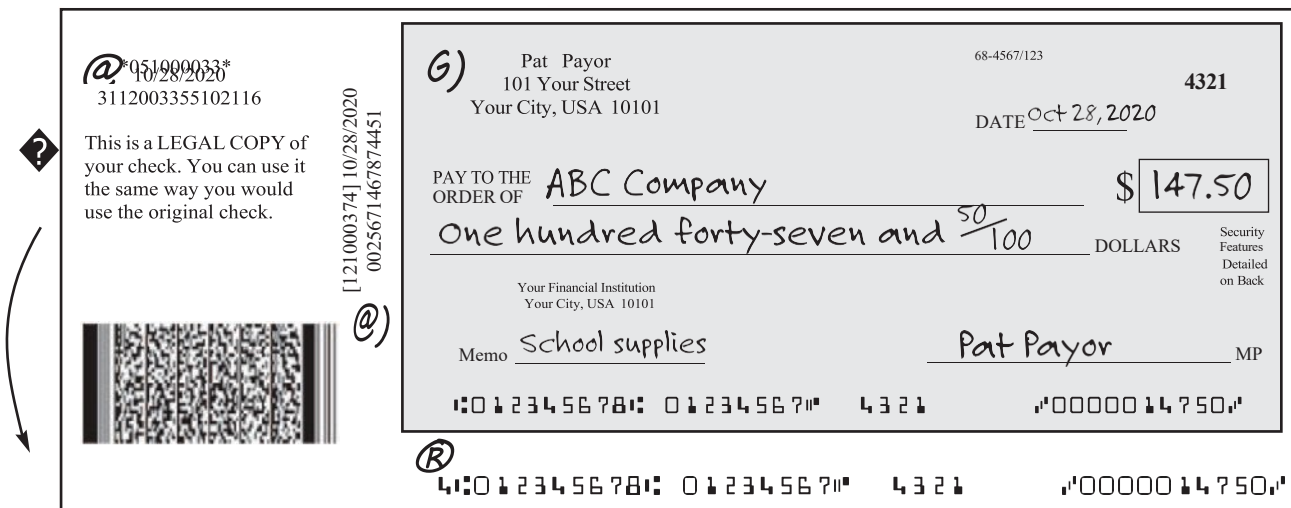 @ *051000033*
10/28/2020
3112003355102116
?
This is a LEGAL COPY of
your check. You can use it
the same way you would
use the original check.
[121000374] 10/28/2020
0025671467874451
@)
G)
Pat Payor
101 Your Street
Your City, USA 10101
68-4567/123
4321
DATE Oct 28, 2020
PAY TO THE
ORDER OF ABC Company
$ 147.50
One hundred forty-seven and 50/100 DOLLARS
Security
Features
Detailed
on Back
Your Financial Institution
Your City, USA 10101
Memo School supplies
Pat Payor MP
⑆012345678⑆ 01234567⑈ 4321 ⑇0000014750⑇
R
4⑆012345678⑆ 01234567⑈ 4321 ⑇0000014750⑇